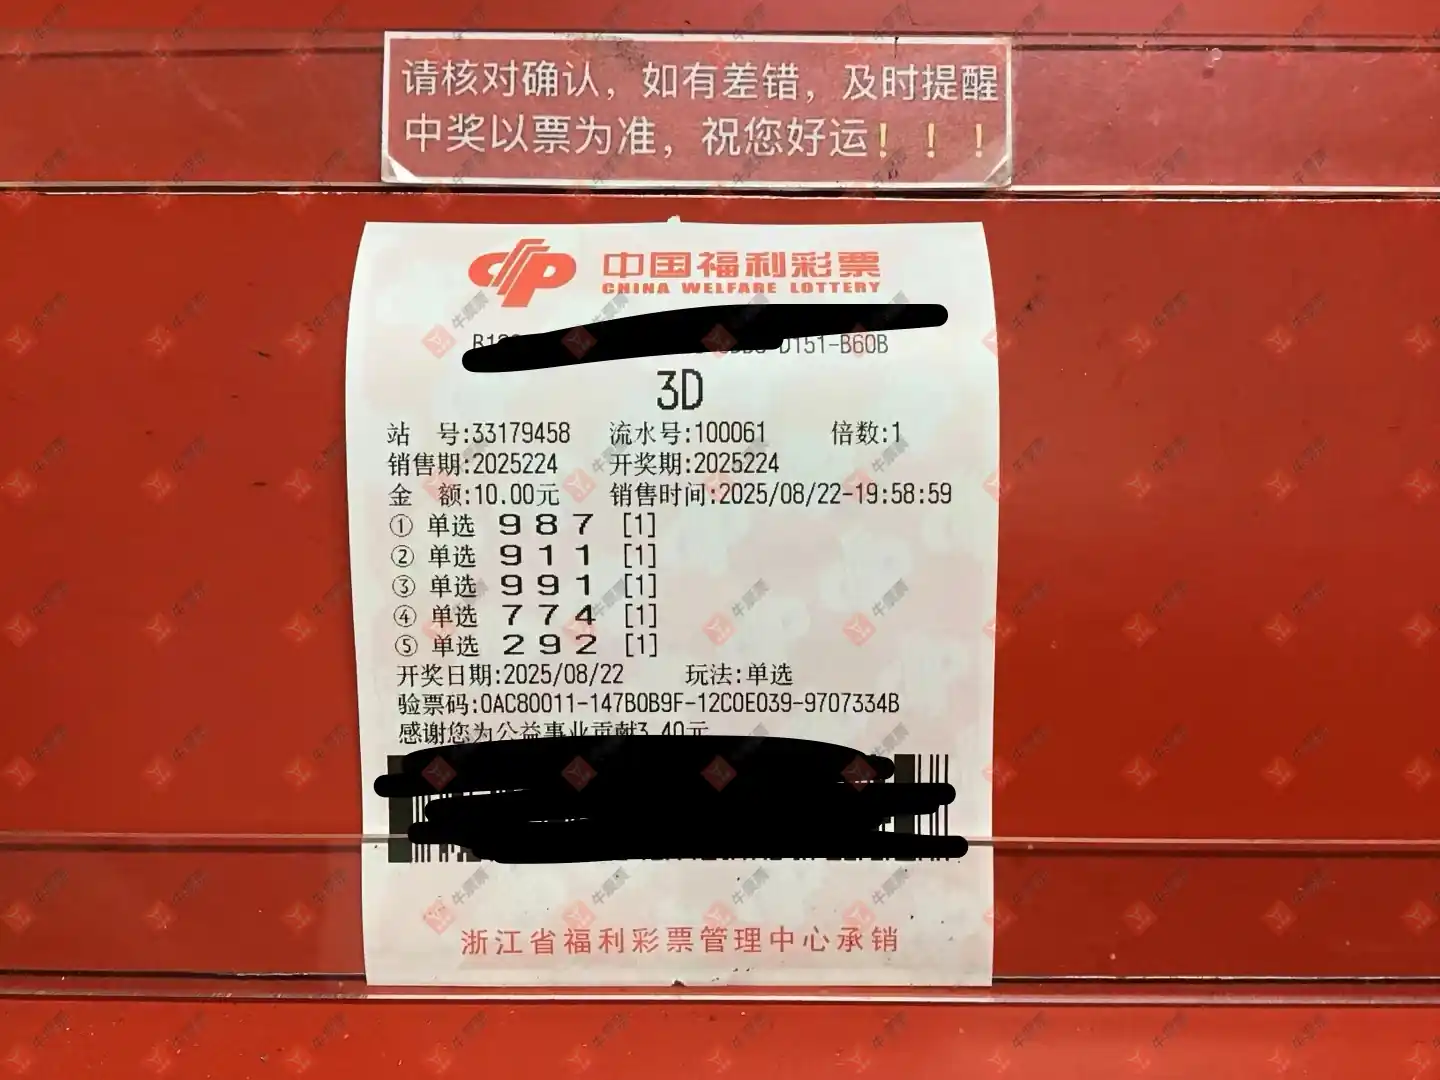 请核对确认，如有差错，及时提醒
中奖以票为准，祝您好运！！！
中国福利彩票
CHINA WELFARE LOTTERY
D151-B60B
3D
站 号:33179458 流水号:100061 倍数:1
销售期:2025224 开奖期:2025224
金 额:10.00元 销售时间:2025/08/22-19:58:59
① 单选 9 8 7 [1]
② 单选 9 1 1 [1]
③ 单选 9 9 1 [1]
④ 单选 7 7 4 [1]
⑤ 单选 2 9 2 [1]
开奖日期:2025/08/22 玩法:单选
验票码:0AC80011-147B0B9F-12C0E039-9707334B
感谢您为公益事业贡献3.40元
浙江省福利彩票管理中心承销